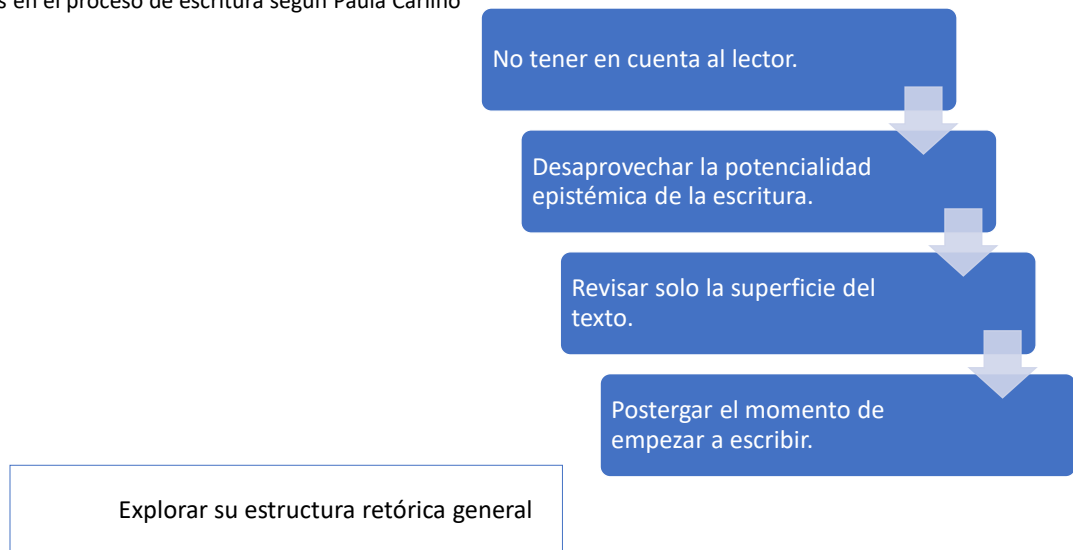 s en el proceso de escritura según Paula Carlino
No tener en cuenta al lector.
Desaprovechar la potencialidad
epistémica de la escritura.
Revisar solo la superficie del
texto.
Postergar el momento de
empezar a escribir.
Explorar su estructura retórica general